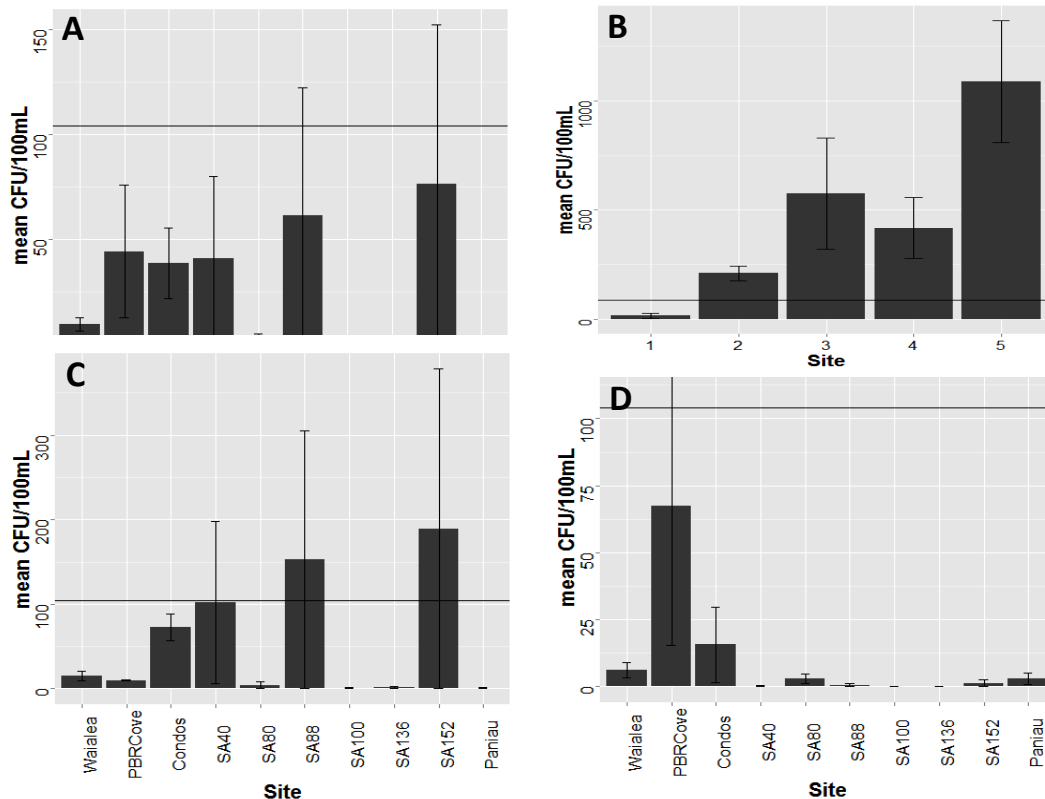 A
mean CFU/100mL
150
100
50
B
mean CFU/100mL
1000
500
0
1 2 3 4 5
Site
C
mean CFU/100mL
300
200
100
0
Waialea PBRCove Condos SA40 SA80 SA88 SA100 SA136 SA152 Paniau
Site
D
mean CFU/100mL
100
75
50
25
0
Waialea PBRCove Condos SA40 SA80 SA88 SA100 SA136 SA152 Paniau
Site